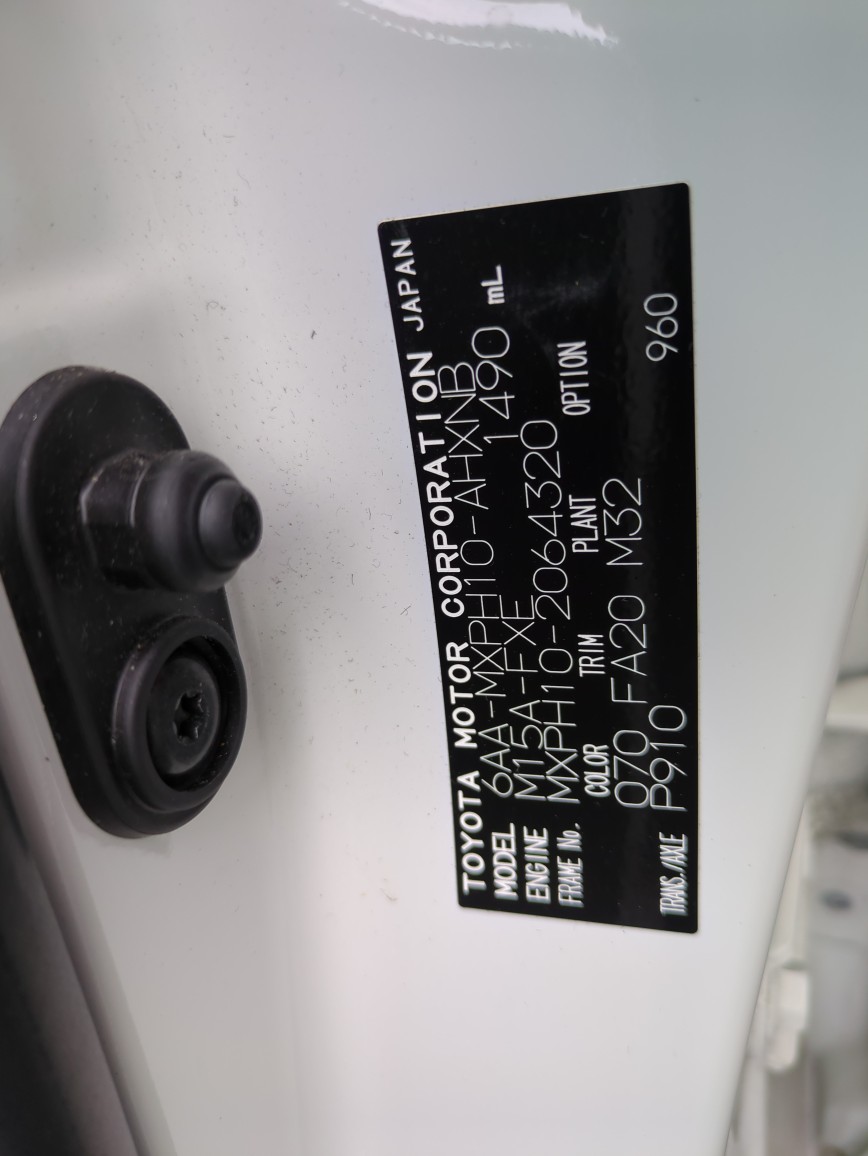 TOYOTA MOTOR CORPORATION JAPAN
MODEL 6AA-MXPH10-AHXNB
ENGINE M15A-FXE 1490 mL
FRAME No. MXPH10-2064320
COLOR TRIM PLANT OPTION
070 FA20 M32
TRANS./AXLE P910 960